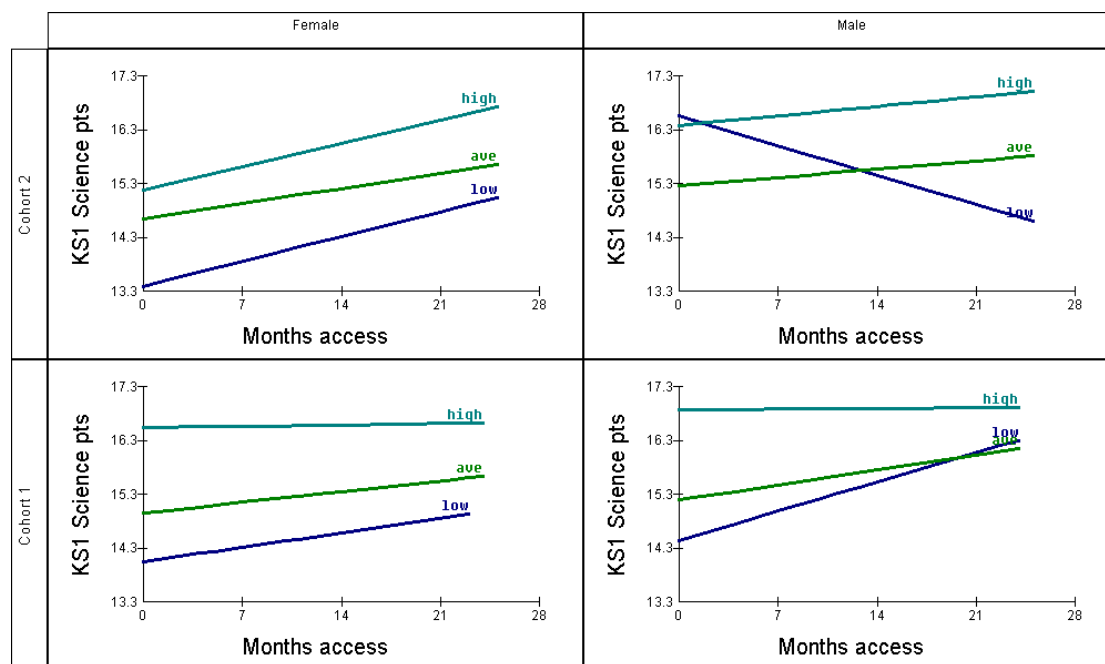 Female
Male
Cohort 2
KS1 Science pts
17.3
16.3
15.3
14.3
13.3
high
ave
low
0 7 14 21 28
Months access
KS1 Science pts
17.3
16.3
15.3
14.3
13.3
high
ave
low
0 7 14 21 28
Months access
Cohort 1
KS1 Science pts
17.3
16.3
15.3
14.3
13.3
high
ave
low
0 7 14 21 28
Months access
KS1 Science pts
17.3
16.3
15.3
14.3
13.3
high
low
ave
0 7 14 21 28
Months access